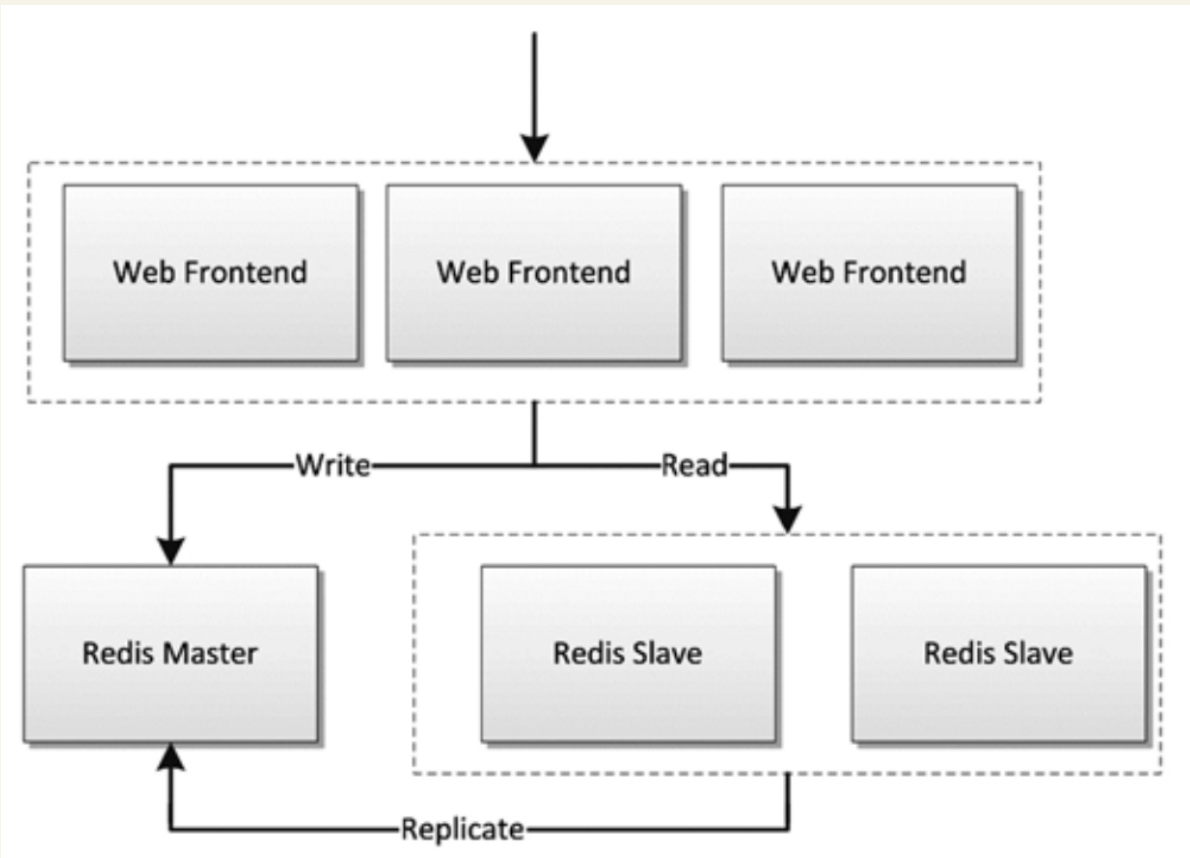 Web Frontend
Web Frontend
Web Frontend
Write
Read
Redis Master
Redis Slave
Redis Slave
Replicate